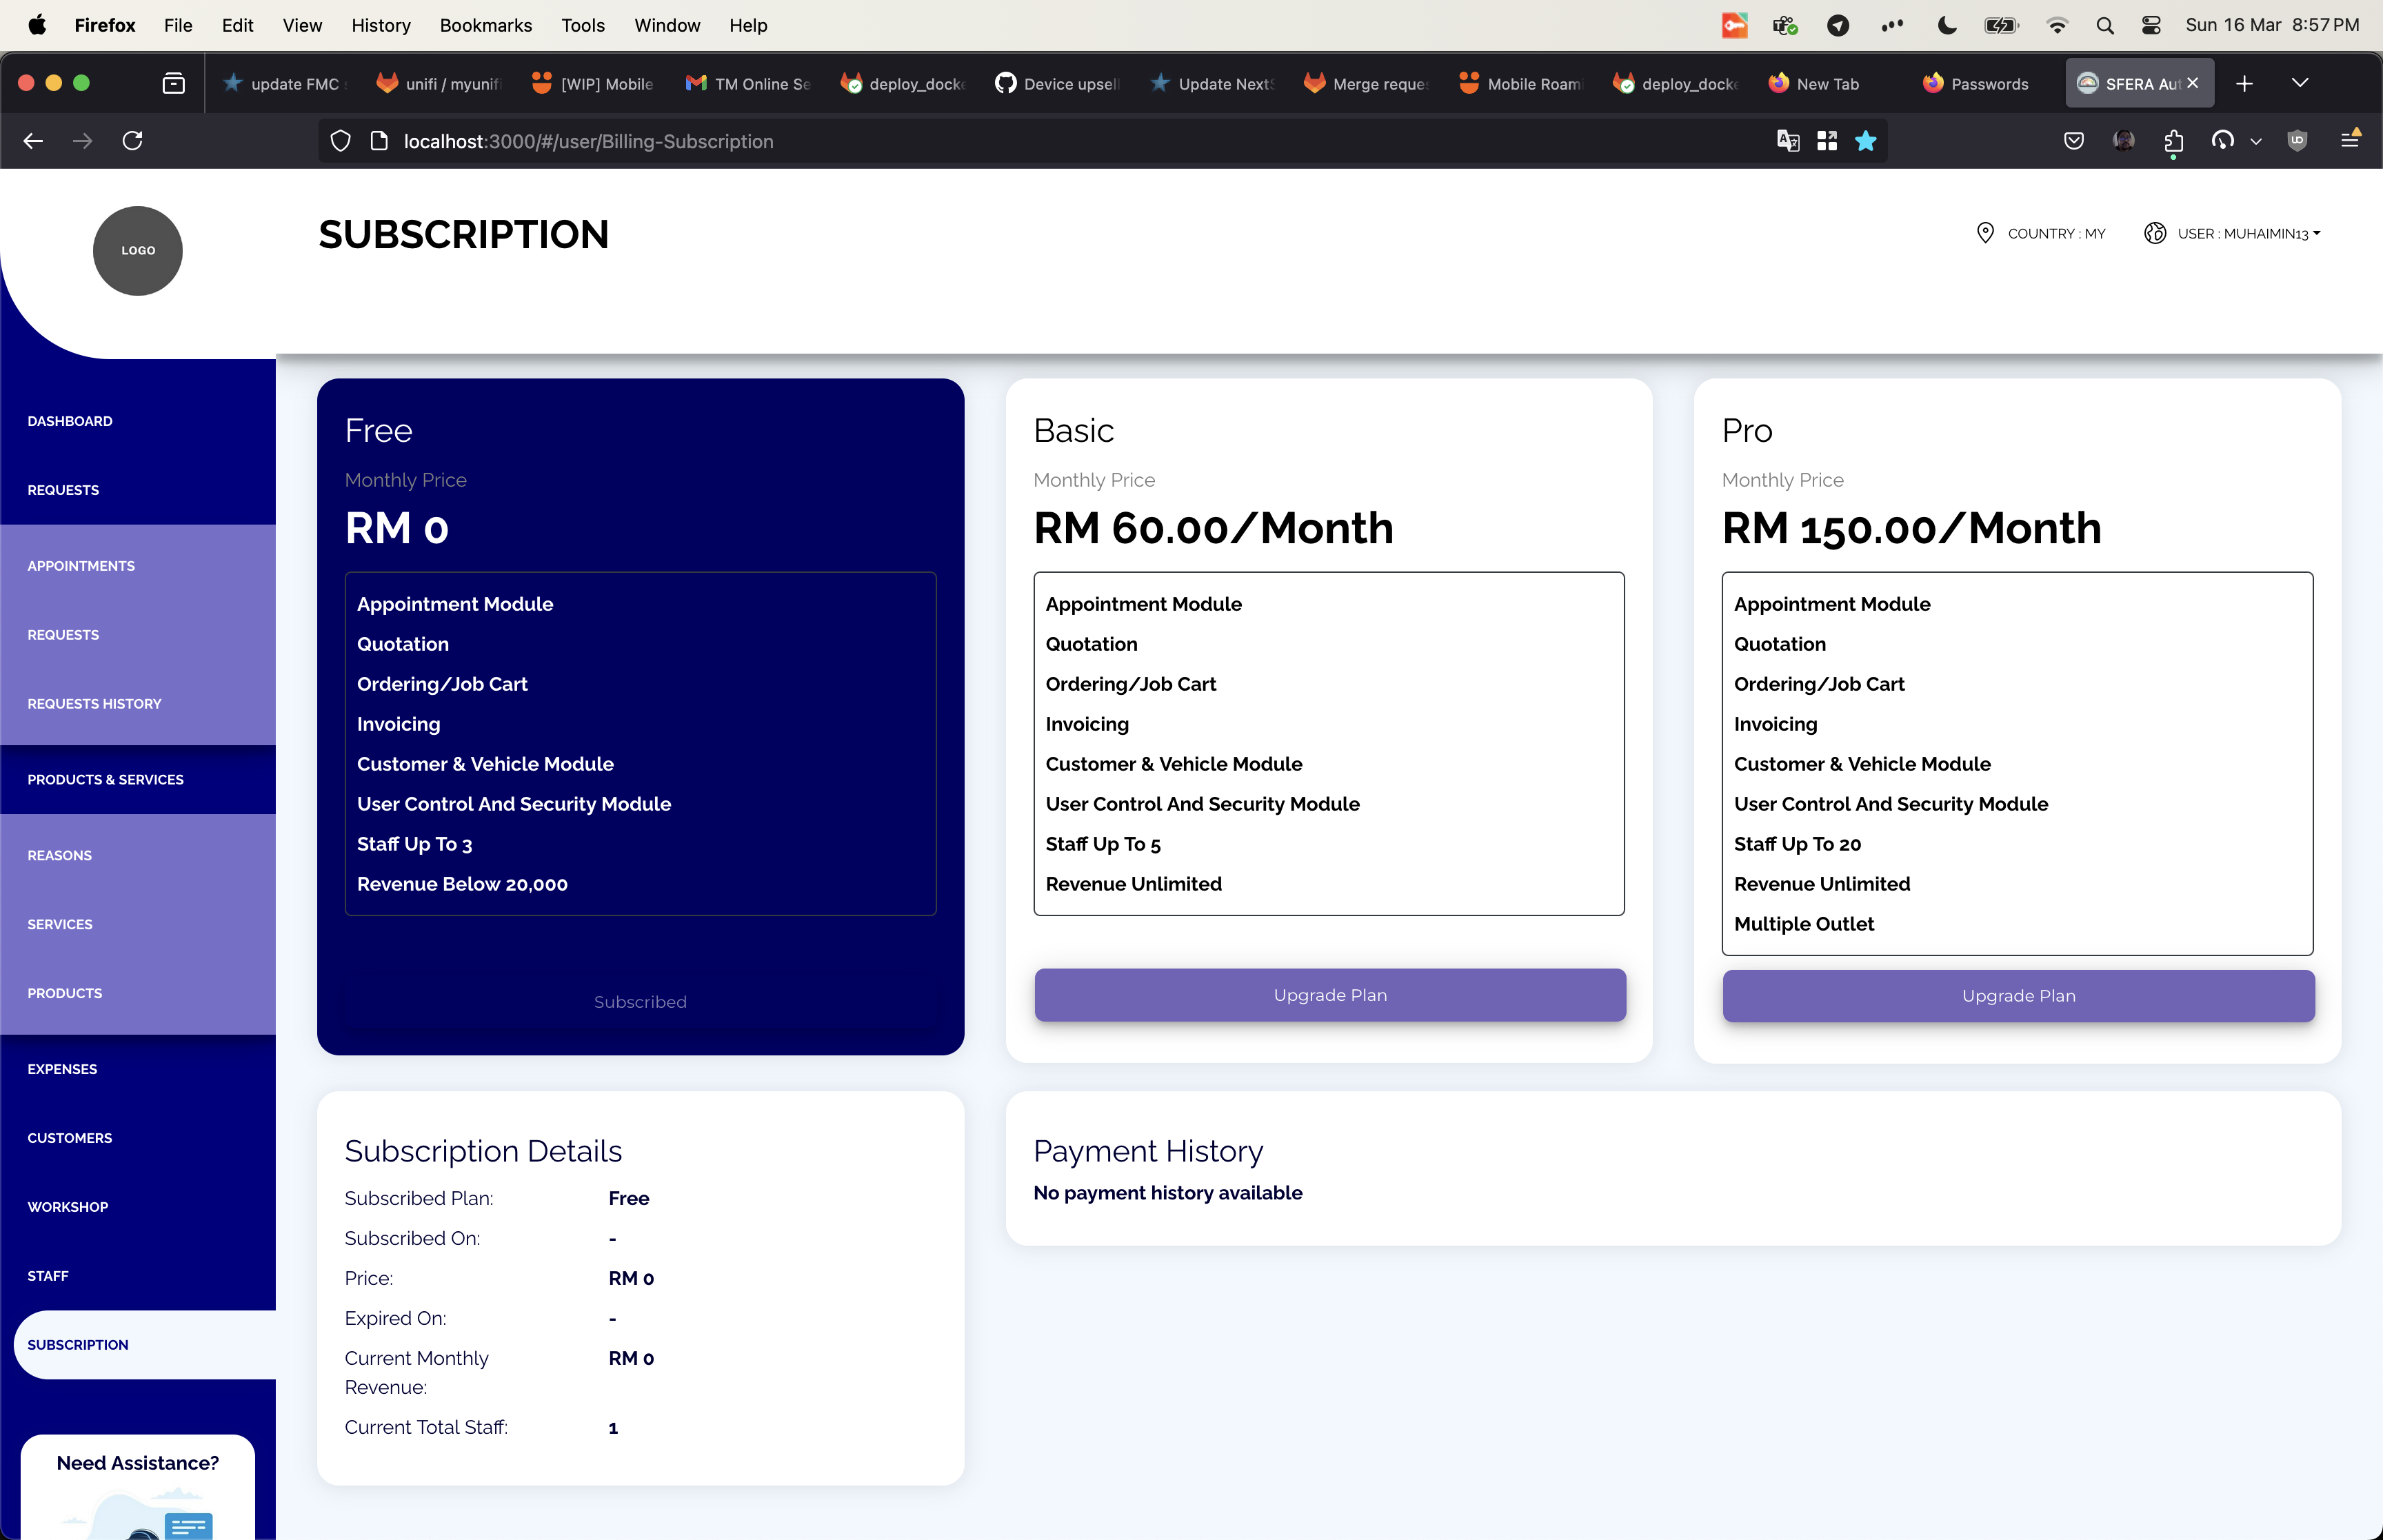 Firefox File Edit View History Bookmarks Tools Window Help
Sun 16 Mar 8:57 PM
update FMC
unifi / myunifi
[WIP] Mobile
TM Online Se
deploy_docke
Device upsell
Update Next
Merge reques
Mobile Roami
deploy_docke
New Tab
Passwords
SFERA Aut
localhost:3000/#/user/Billing-Subscription
LOGO
SUBSCRIPTION
COUNTRY : MY
USER : MUHAIMIN13
DASHBOARD
REQUESTS
APPOINTMENTS
REQUESTS
REQUESTS HISTORY
PRODUCTS & SERVICES
REASONS
SERVICES
PRODUCTS
EXPENSES
CUSTOMERS
WORKSHOP
STAFF
SUBSCRIPTION
Need Assistance?
Free
Monthly Price
RM 0
Appointment Module
Quotation
Ordering/Job Cart
Invoicing
Customer & Vehicle Module
User Control And Security Module
Staff Up To 3
Revenue Below 20,000
Subscribed
Basic
Monthly Price
RM 60.00/Month
Appointment Module
Quotation
Ordering/Job Cart
Invoicing
Customer & Vehicle Module
User Control And Security Module
Staff Up To 5
Revenue Unlimited
Upgrade Plan
Pro
Monthly Price
RM 150.00/Month
Appointment Module
Quotation
Ordering/Job Cart
Invoicing
Customer & Vehicle Module
User Control And Security Module
Staff Up To 20
Revenue Unlimited
Multiple Outlet
Upgrade Plan
Subscription Details
Subscribed Plan: Free
Subscribed On: -
Price: RM 0
Expired On: -
Current Monthly RM 0
Revenue:
Current Total Staff: 1
Payment History
No payment history available